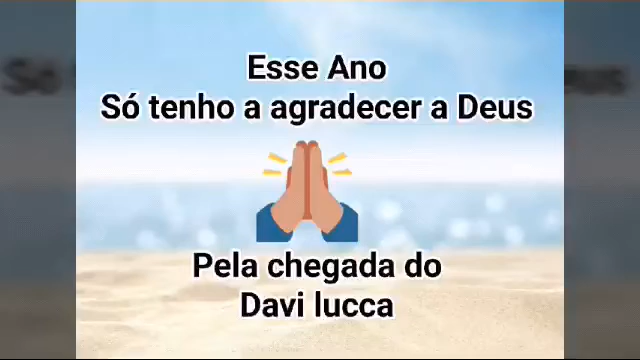 Esse Ano
Só tenho a agradecer a Deus
Pela chegada do
Davi lucca